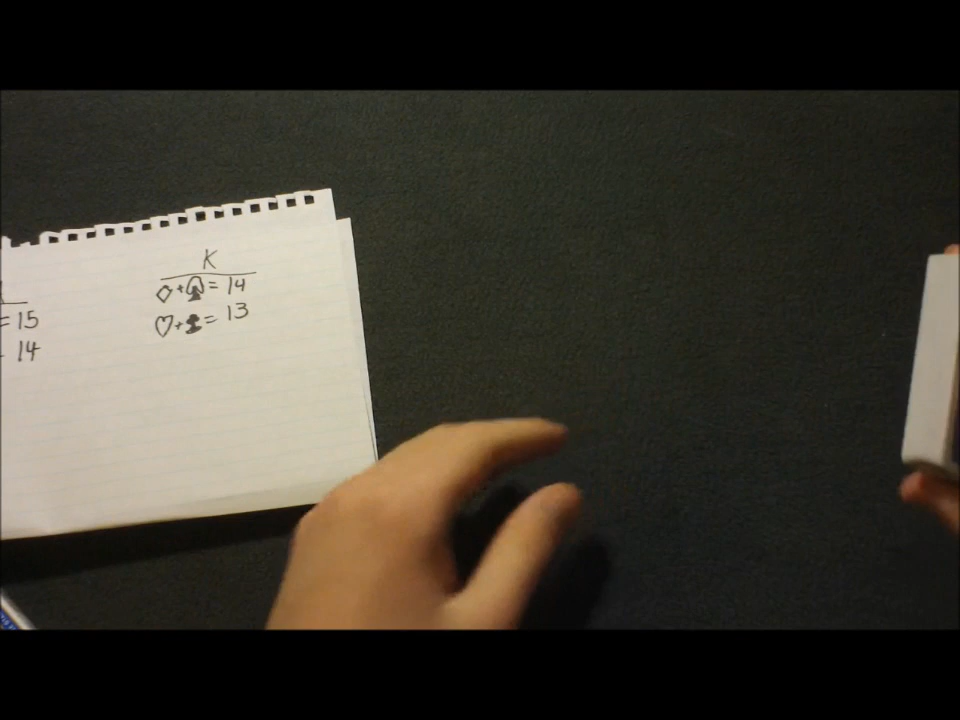 K
◇+♤= 14
♡+♣= 13
= 15
- 14